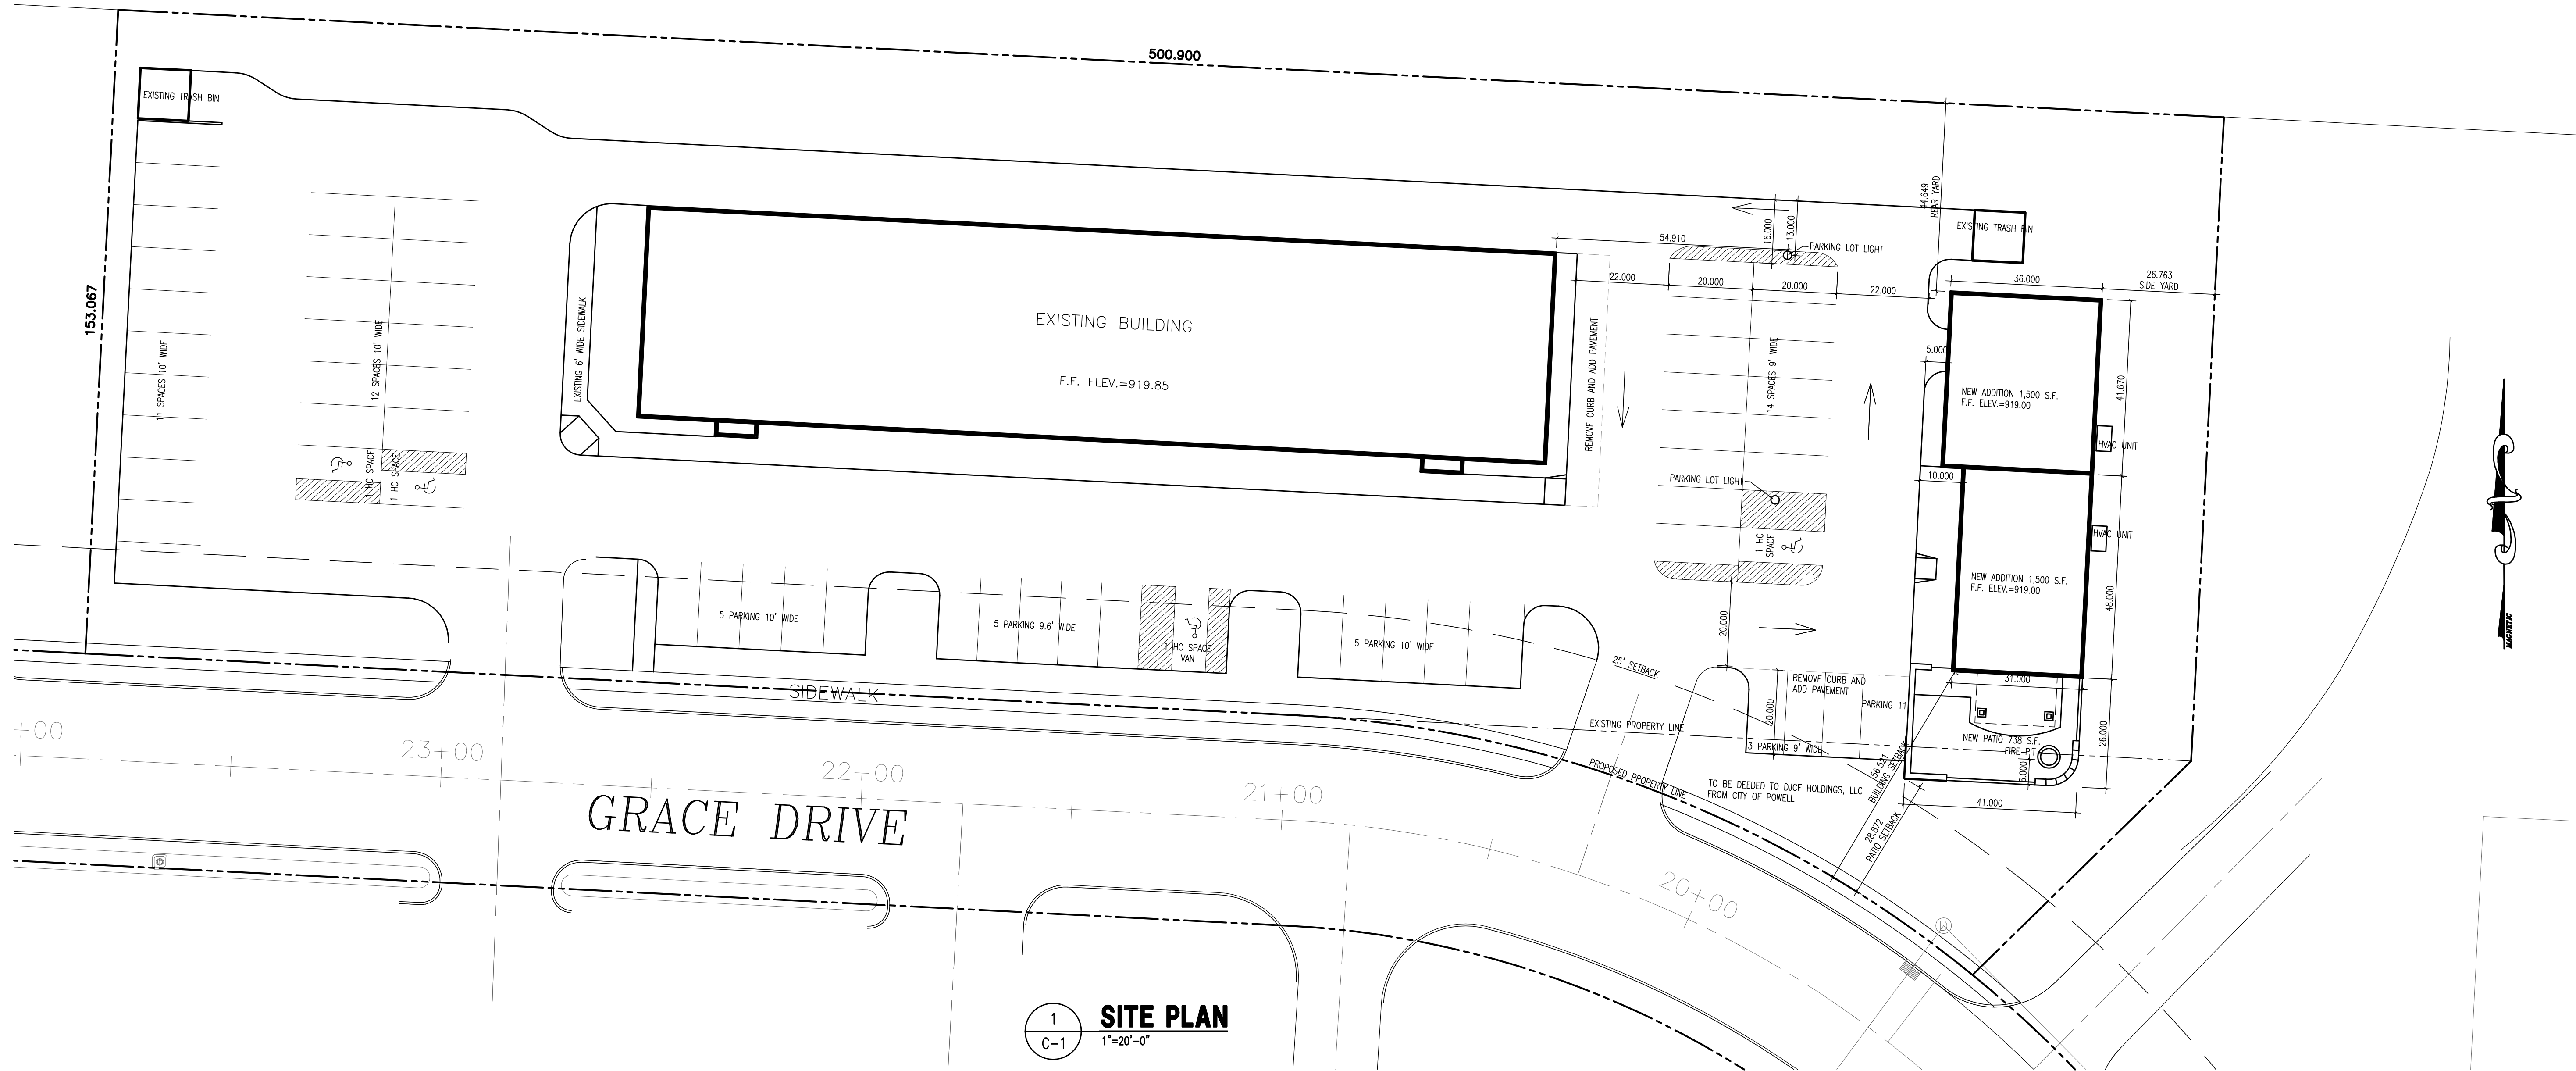 500.900
EXISTING TRASH BIN
153.067
11 SPACES 10' WIDE
12 SPACES 10' WIDE
1 HC SPACE
1 HC SPACE
EXISTING 6' WIDE SIDEWALK
EXISTING BUILDING
F.F. ELEV.=919.85
REMOVE CURB AND ADD PAVEMENT
54.910
16.000
13.000
PARKING LOT LIGHT
22.000
20.000
20.000
22.000
14 SPACES 9' WIDE
PARKING LOT LIGHT
1 HC
SPACE
44.649
REAR YARD
EXISTING TRASH BIN
36.000
26.763
SIDE YARD
5.000
41.670
NEW ADDITION 1,500 S.F.
F.F. ELEV.=919.00
HVAC UNIT
10.000
HVAC UNIT
NEW ADDITION 1,500 S.F.
F.F. ELEV.=919.00
48.000
31.000
5 PARKING 10' WIDE
5 PARKING 9.6' WIDE
1 HC SPACE
VAN
5 PARKING 10' WIDE
20.000
25' SETBACK
REMOVE CURB AND
ADD PAVEMENT
PARKING 11
20.000
3 PARKING 9' WIDE
NEW PATIO 738 S.F.
FIRE-PIT
6.000
26.000
41.000
EXISTING PROPERTY LINE
PROPOSED PROPERTY LINE
TO BE DEEDED TO DJCF HOLDINGS, LLC
FROM CITY OF POWELL
56.521
BUILDING SETBACK
28.872
PATIO SETBACK
SIDEWALK
+00
23+00
22+00
21+00
20+00
GRACE DRIVE
MAGNETIC
1
C-1
SITE PLAN
1"=20'-0"